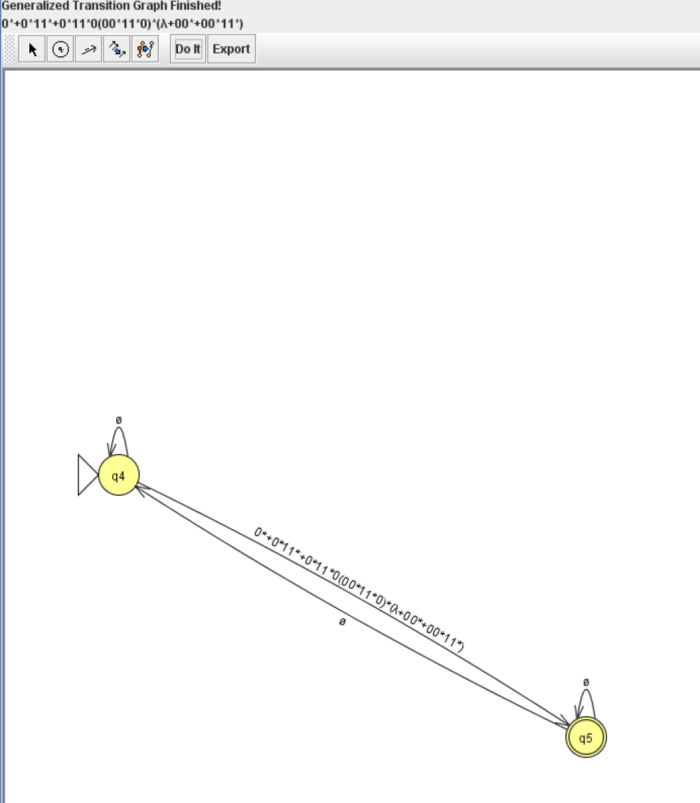 Generalized Transition Graph Finished!
0*+0*11*+0*11*0(00*11*0)*(λ+00*+00*11*)
Do It Export
ø
q4
0*+0*11*+0*11*0(00*11*0)*(λ+00*+00*11*)
ø
ø
q5